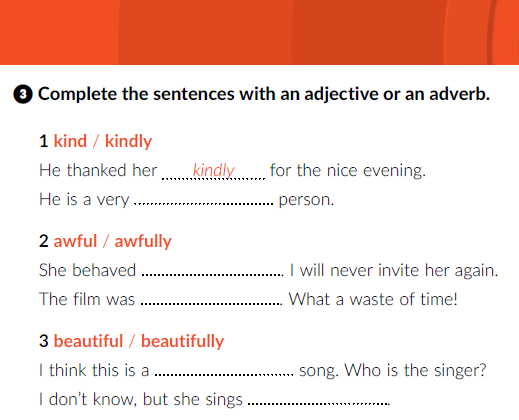 3 Complete the sentences with an adjective or an adverb.
1 kind / kindly
He thanked her kindly for the nice evening.
He is a very ................................ person.
2 awful / awfully
She behaved ................................. I will never invite her again.
The film was ................................. What a waste of time!
3 beautiful / beautifully
I think this is a ................................ song. Who is the singer?
I don't know, but she sings .................................